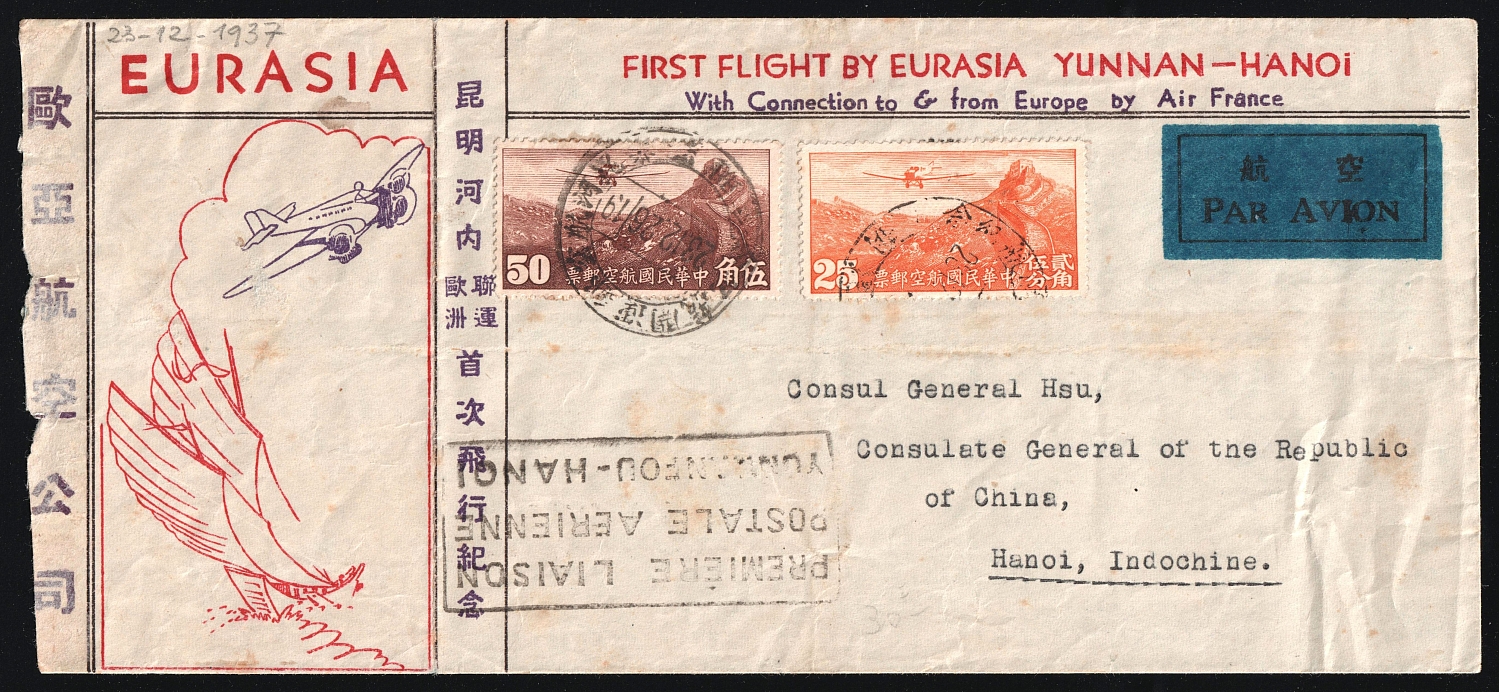 23-12-1937
EURASIA
歐亞航空公司
昆明河内
歐洲
聯運
首次飛行紀念
FIRST FLIGHT BY EURASIA YUNNAN-HANOi
With Connection to & from Europe by Air France
航空
PAR AVION
50 票郵空航國民華中 角伍
25 票郵空航國民華中 角貳分伍
Consul General Hsu,
Consulate General of the Republic
of China,
Hanoi, Indochine.
PREMIÈRE LIAISON
POSTALE AERIENNE
YUNNANFOU-HANOI